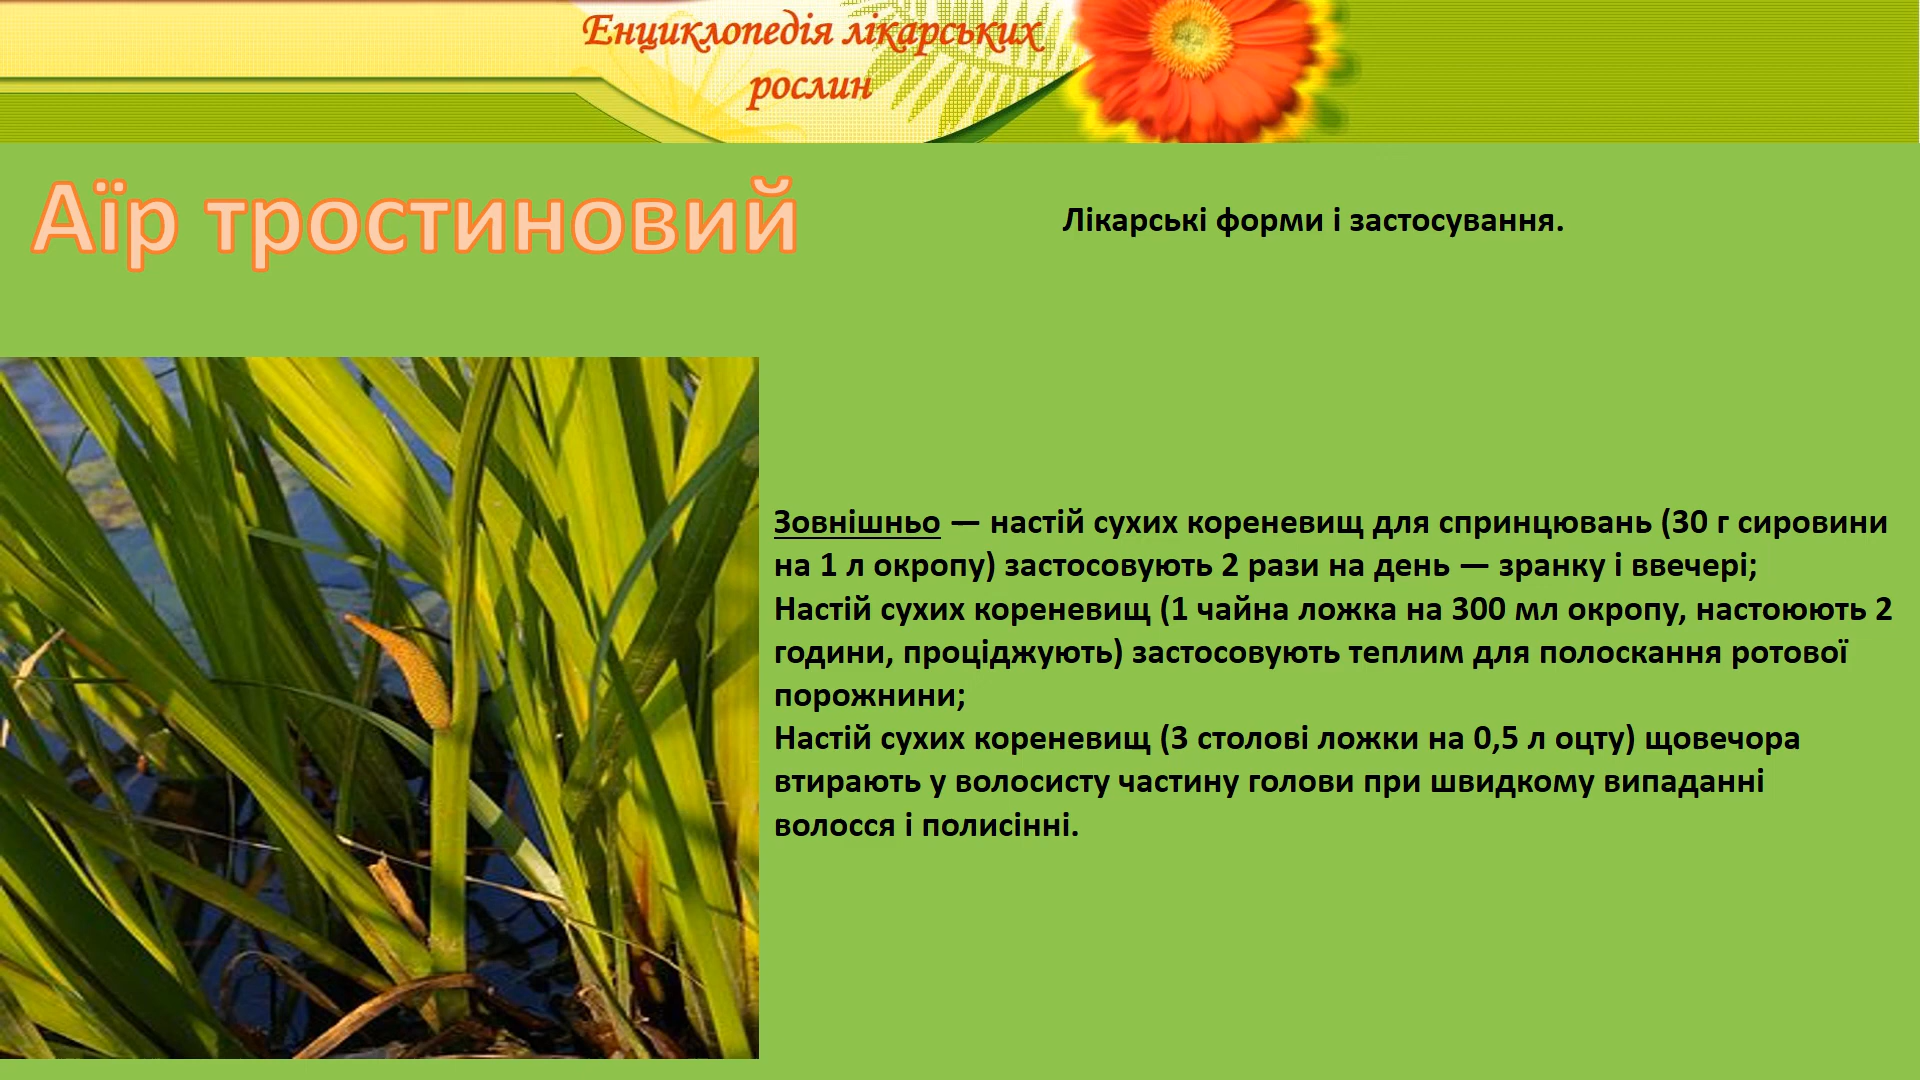 Енциклопедія лікарських
рослин
Аїр тростиновий
Лікарські форми і застосування.
Зовнішньо — настій сухих кореневищ для спринцювань (30 г сировини
на 1 л окропу) застосовують 2 рази на день — зранку і ввечері;
Настій сухих кореневищ (1 чайна ложка на 300 мл окропу, настоюють 2
години, проціджують) застосовують теплим для полоскання ротової
порожнини;
Настій сухих кореневищ (3 столові ложки на 0,5 л оцту) щовечора
втирають у волосисту частину голови при швидкому випаданні
волосся і полисінні.